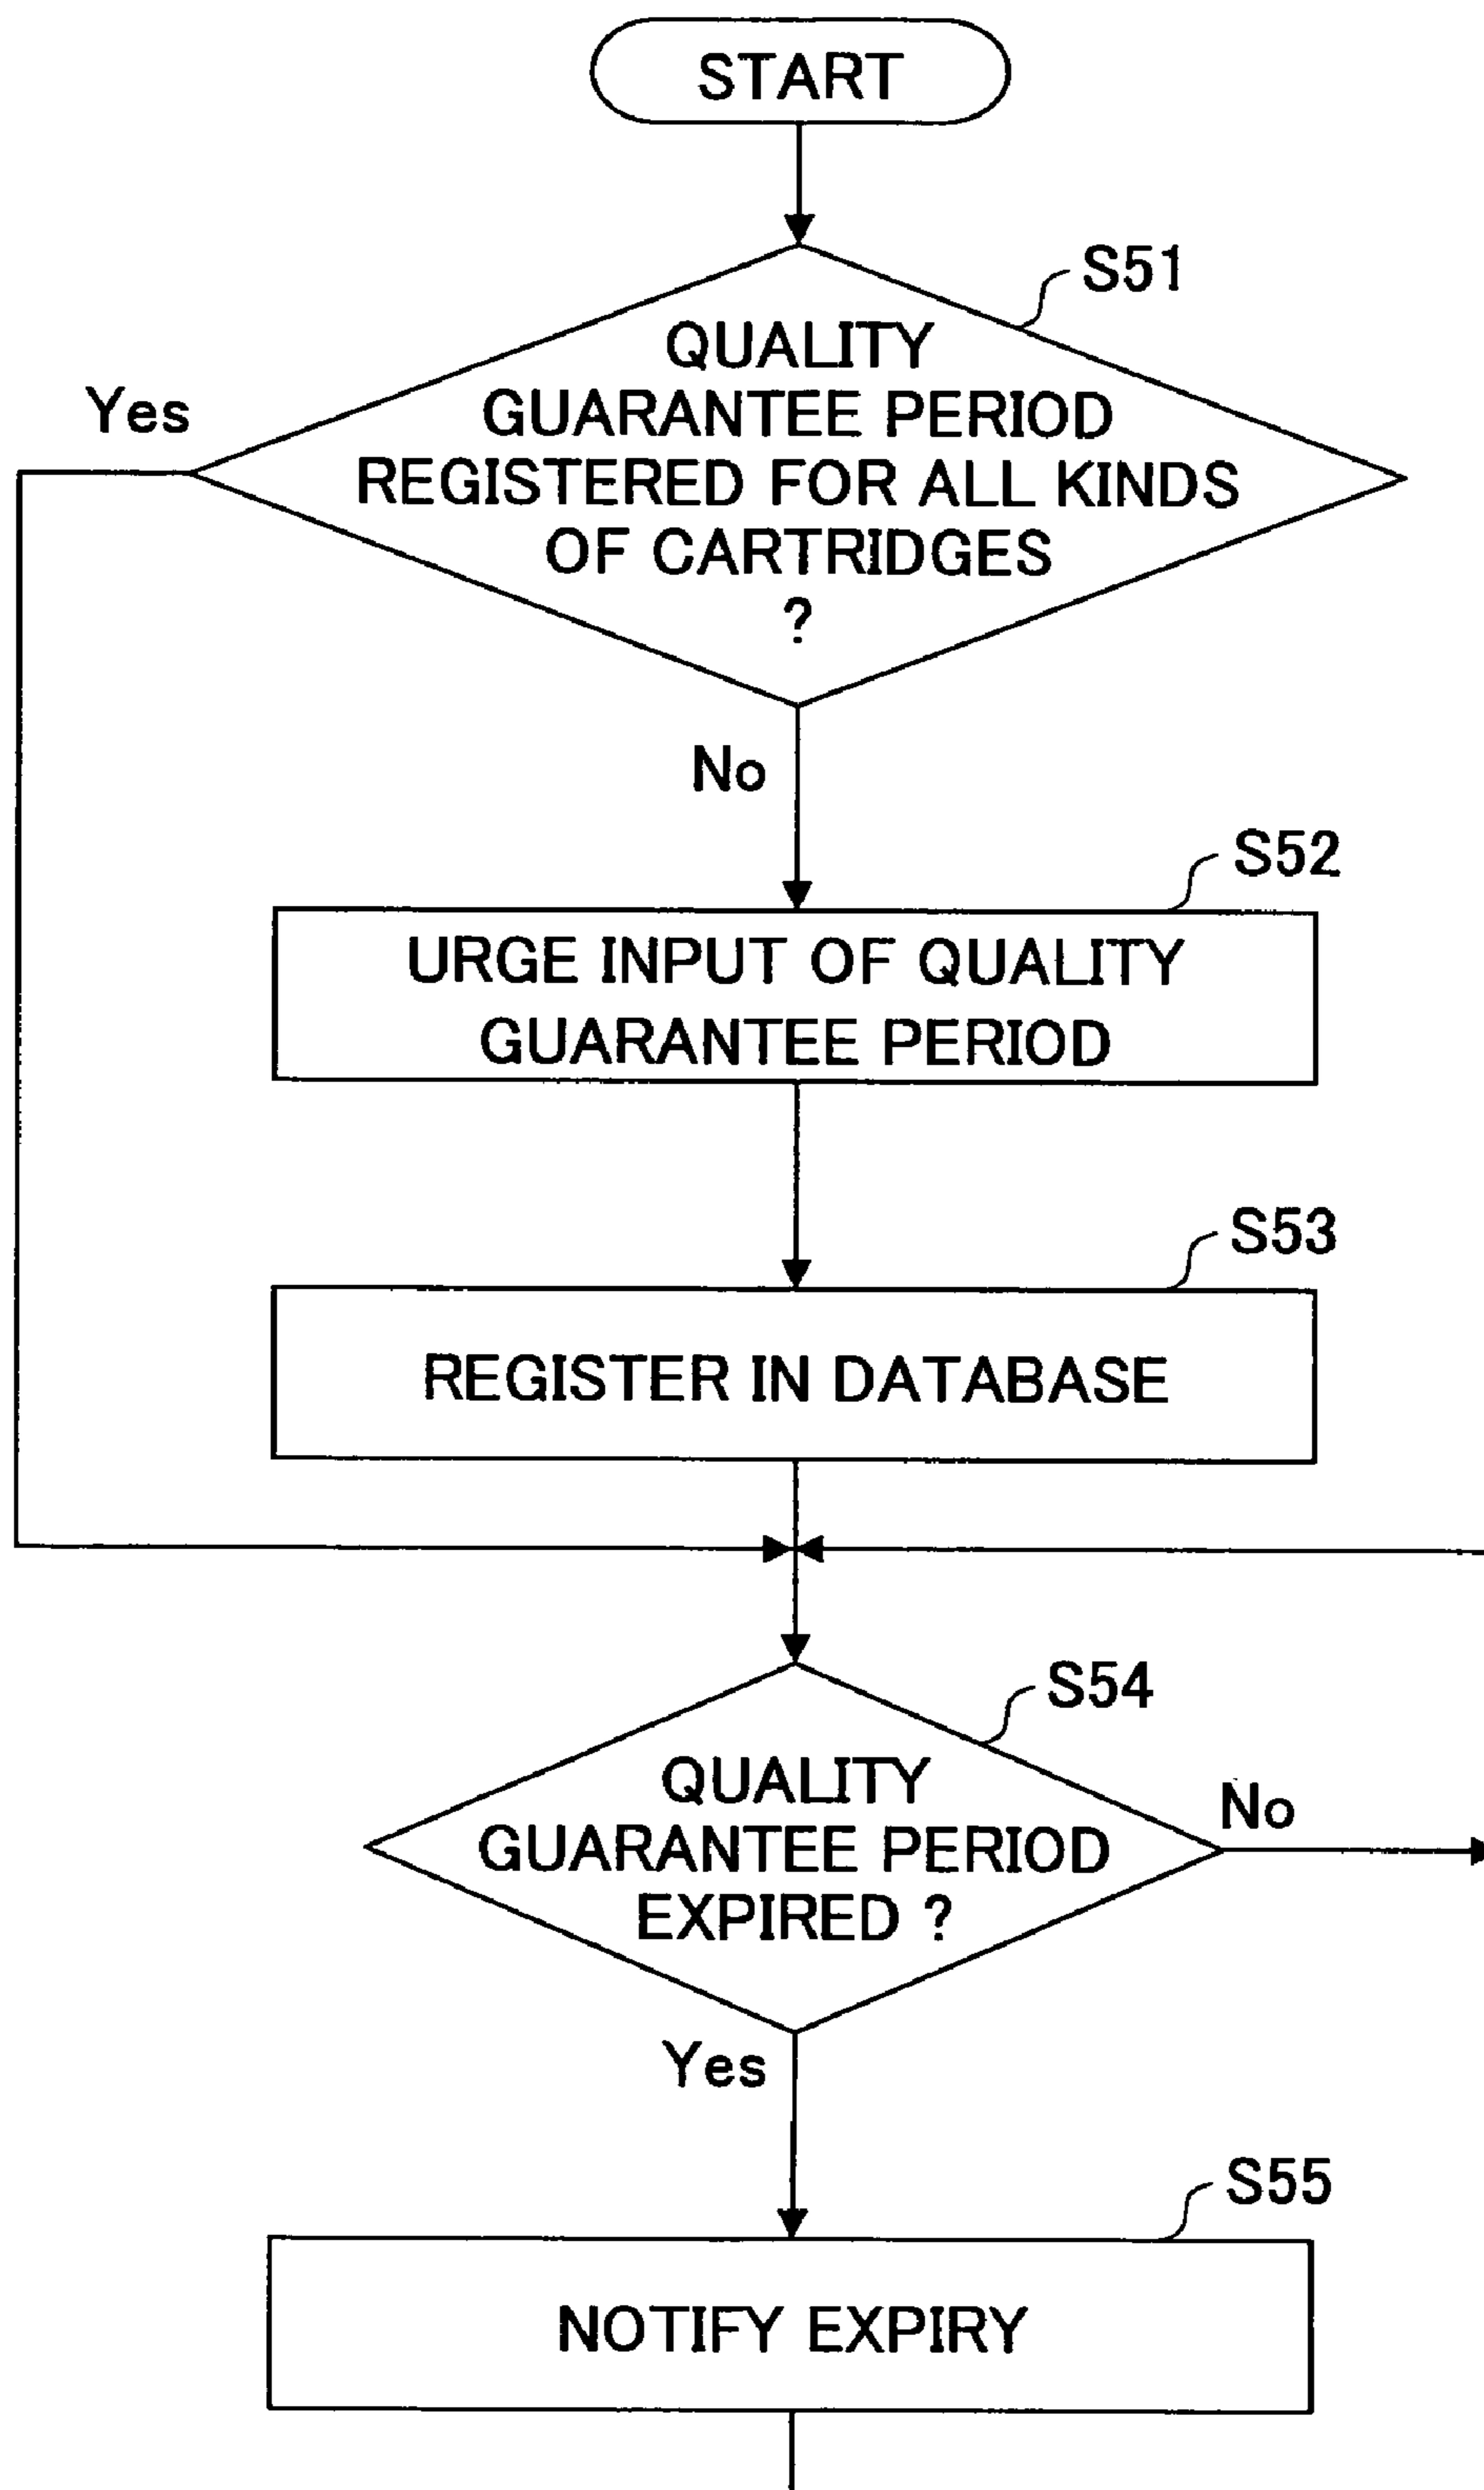 START
S51
QUALITY
GUARANTEE PERIOD
REGISTERED FOR ALL KINDS
OF CARTRIDGES
?
Yes
No
S52
URGE INPUT OF QUALITY
GUARANTEE PERIOD
S53
REGISTER IN DATABASE
S54
QUALITY
GUARANTEE PERIOD
EXPIRED ?
No
Yes
S55
NOTIFY EXPIRY